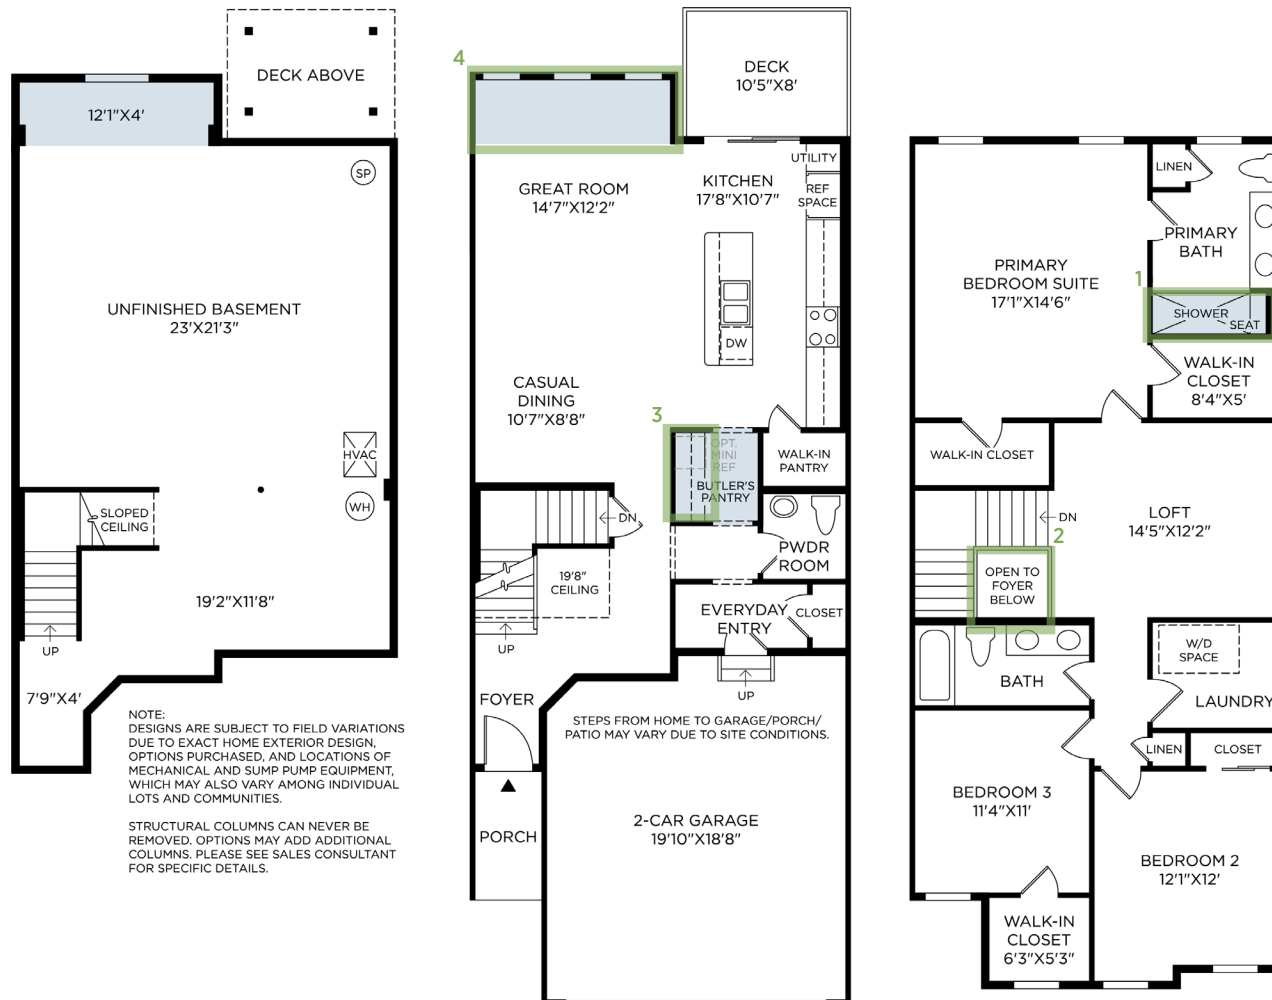 DECK ABOVE
12'1"X4'
SP
UNFINISHED BASEMENT
23'X21'3"
HVAC
WH
SLOPED
CEILING
19'2"X11'8"
UP
7'9"X4'
NOTE:
DESIGNS ARE SUBJECT TO FIELD VARIATIONS
DUE TO EXACT HOME EXTERIOR DESIGN,
OPTIONS PURCHASED, AND LOCATIONS OF
MECHANICAL AND SUMP PUMP EQUIPMENT,
WHICH MAY ALSO VARY AMONG INDIVIDUAL
LOTS AND COMMUNITIES.
STRUCTURAL COLUMNS CAN NEVER BE
REMOVED. OPTIONS MAY ADD ADDITIONAL
COLUMNS. PLEASE SEE SALES CONSULTANT
FOR SPECIFIC DETAILS.
4
DECK
10'5"X8'
UTILITY
GREAT ROOM
14'7"X12'2"
KITCHEN
17'8"X10'7"
REF
SPACE
DW
CASUAL
DINING
10'7"X8'8"
3
OPT.
MINI
REF
BUTLER'S
PANTRY
WALK-IN
PANTRY
DN
PWDR
ROOM
19'8"
CEILING
EVERYDAY
ENTRY
CLOSET
UP
UP
FOYER
STEPS FROM HOME TO GARAGE/PORCH/
PATIO MAY VARY DUE TO SITE CONDITIONS.
2-CAR GARAGE
19'10"X18'8"
PORCH
LINEN
PRIMARY
BATH
PRIMARY
BEDROOM SUITE
17'1"X14'6"
1
SHOWER
SEAT
WALK-IN
CLOSET
8'4"X5'
WALK-IN CLOSET
DN
LOFT
14'5"X12'2"
2
OPEN TO
FOYER
BELOW
W/D
SPACE
BATH
LAUNDRY
LINEN
CLOSET
BEDROOM 3
11'4"X11'
BEDROOM 2
12'1"X12'
WALK-IN
CLOSET
6'3"X5'3"